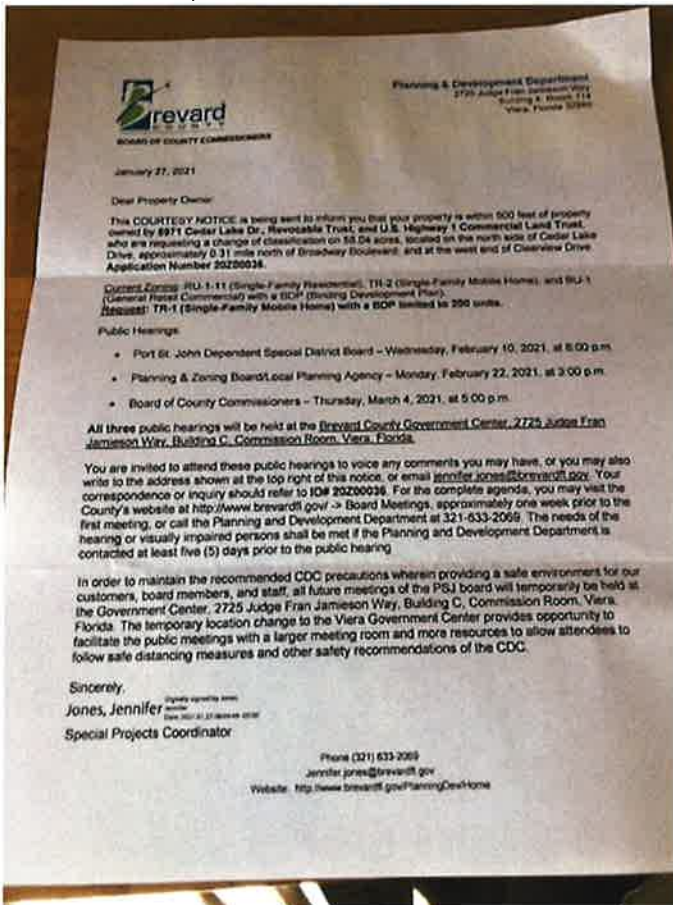 Brevard
COUNTY
BOARD OF COUNTY COMMISSIONERS
Planning & Development Department
2725 Judge Fran Jamieson Way
Building A, Room 114
Viera, Florida 32940
January 27, 2021
Dear Property Owner:
This COURTESY NOTICE is being sent to inform you that your property is within 500 feet of property
owned by 6971 Cedar Lake Dr., Revocable Trust, and U.S. Highway 1 Commercial Land Trust,
who are requesting a change of classification on 58.04 acres, located on the north side of Cedar Lake
Drive, approximately 0.31 mile north of Broadway Boulevard, and at the west end of Clearview Drive.
Application Number 20Z00036.
Current Zoning: RU-1-11 (Single-Family Residential), TR-2 (Single-Family Mobile Home), and BU-1
(General Retail Commercial) with a BDP (Binding Development Plan).
Request: TR-1 (Single-Family Mobile Home) with a BDP limited to 200 units.
Public Hearings:
• Port St. John Dependent Special District Board – Wednesday, February 10, 2021, at 6:00 p.m.
• Planning & Zoning Board/Local Planning Agency – Monday, February 22, 2021, at 3:00 p.m.
• Board of County Commissioners – Thursday, March 4, 2021, at 5:00 p.m.
All three public hearings will be held at the Brevard County Government Center, 2725 Judge Fran
Jamieson Way, Building C, Commission Room, Viera, Florida.
You are invited to attend these public hearings to voice any comments you may have, or you may also
write to the address shown at the top right of this notice, or email jennifer.jones@brevardfl.gov. Your
correspondence or inquiry should refer to ID# 20Z00036. For the complete agenda, you may visit the
County's website at http://www.brevardfl.gov/ -> Board Meetings, approximately one week prior to the
first meeting, or call the Planning and Development Department at 321-633-2069. The needs of the
hearing or visually impaired persons shall be met if the Planning and Development Department is
contacted at least five (5) days prior to the public hearing
In order to maintain the recommended CDC precautions wherein providing a safe environment for our
customers, board members, and staff, all future meetings of the PSJ board will temporarily be held at
the Government Center, 2725 Judge Fran Jamieson Way, Building C, Commission Room, Viera,
Florida. The temporary location change to the Viera Government Center provides opportunity to
facilitate the public meetings with a larger meeting room and more resources to allow attendees to
follow safe distancing measures and other safety recommendations of the CDC.
Sincerely,
Jones, Jennifer
Digitally signed by Jones,
Jennifer
Special Projects Coordinator
Phone (321) 633-2069
Jennifer.jones@brevardfl.gov
Website: http://www.brevardfl.gov/PlanningDev/Home